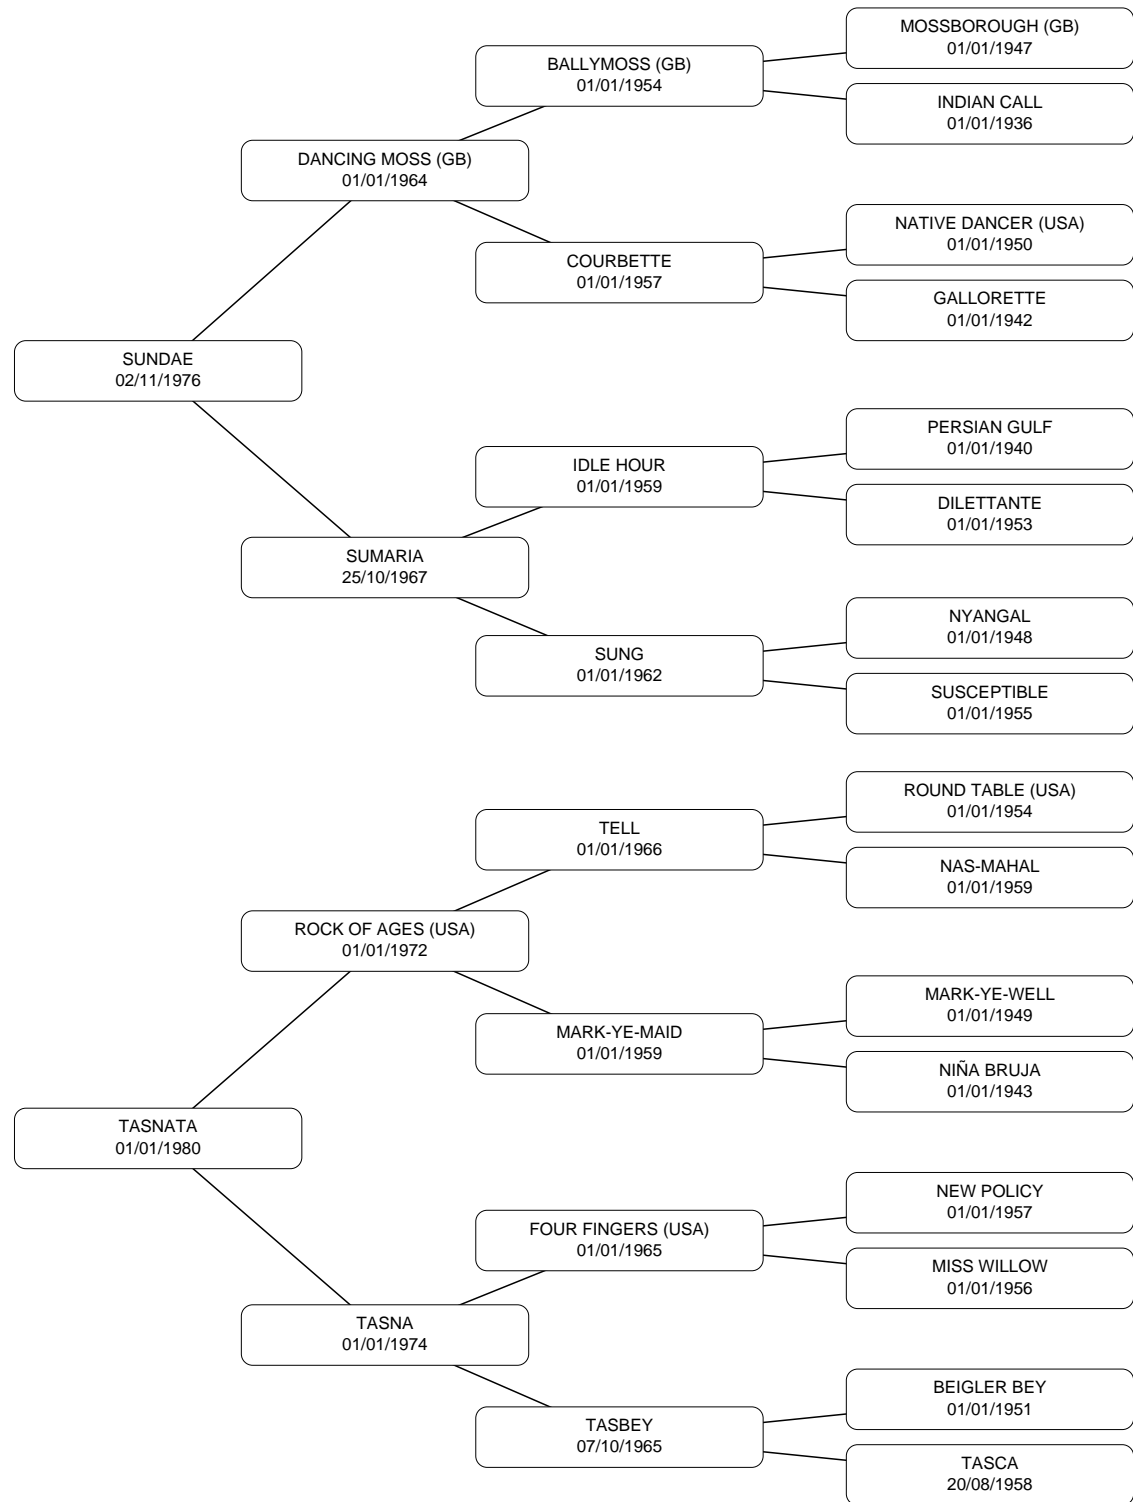 MOSSBOROUGH (GB)
01/01/1947
BALLYMOSS (GB)
01/01/1954
INDIAN CALL
01/01/1936
DANCING MOSS (GB)
01/01/1964
NATIVE DANCER (USA)
01/01/1950
COURBETTE
01/01/1957
GALLORETTE
01/01/1942
SUNDAE
02/11/1976
PERSIAN GULF
01/01/1940
IDLE HOUR
01/01/1959
DILETTANTE
01/01/1953
SUMARIA
25/10/1967
NYANGAL
01/01/1948
SUNG
01/01/1962
SUSCEPTIBLE
01/01/1955
ROUND TABLE (USA)
01/01/1954
TELL
01/01/1966
NAS-MAHAL
01/01/1959
ROCK OF AGES (USA)
01/01/1972
MARK-YE-WELL
01/01/1949
MARK-YE-MAID
01/01/1959
NIÑA BRUJA
01/01/1943
TASNATA
01/01/1980
NEW POLICY
01/01/1957
FOUR FINGERS (USA)
01/01/1965
MISS WILLOW
01/01/1956
TASNA
01/01/1974
BEIGLER BEY
01/01/1951
TASBEY
07/10/1965
TASCA
20/08/1958